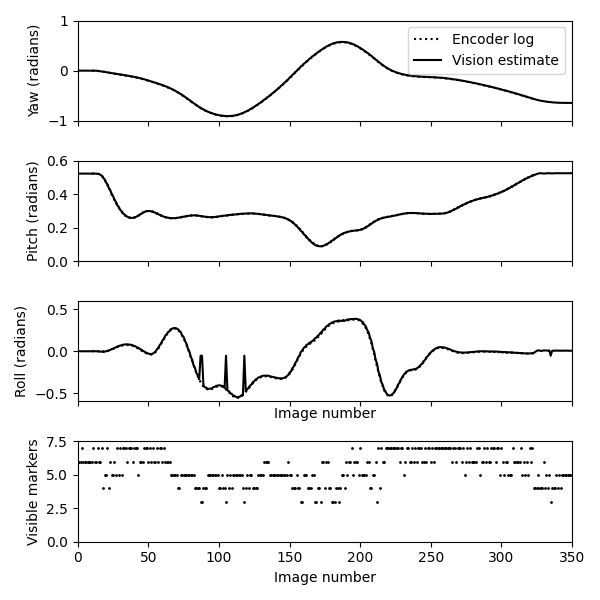 1
0
−1
Yaw (radians)
Encoder log
Vision estimate
0.6
0.4
0.2
0.0
Pitch (radians)
0.5
0.0
−0.5
Roll (radians)
Image number
7.5
5.0
2.5
0.0
Visible markers
0 50 100 150 200 250 300 350
Image number